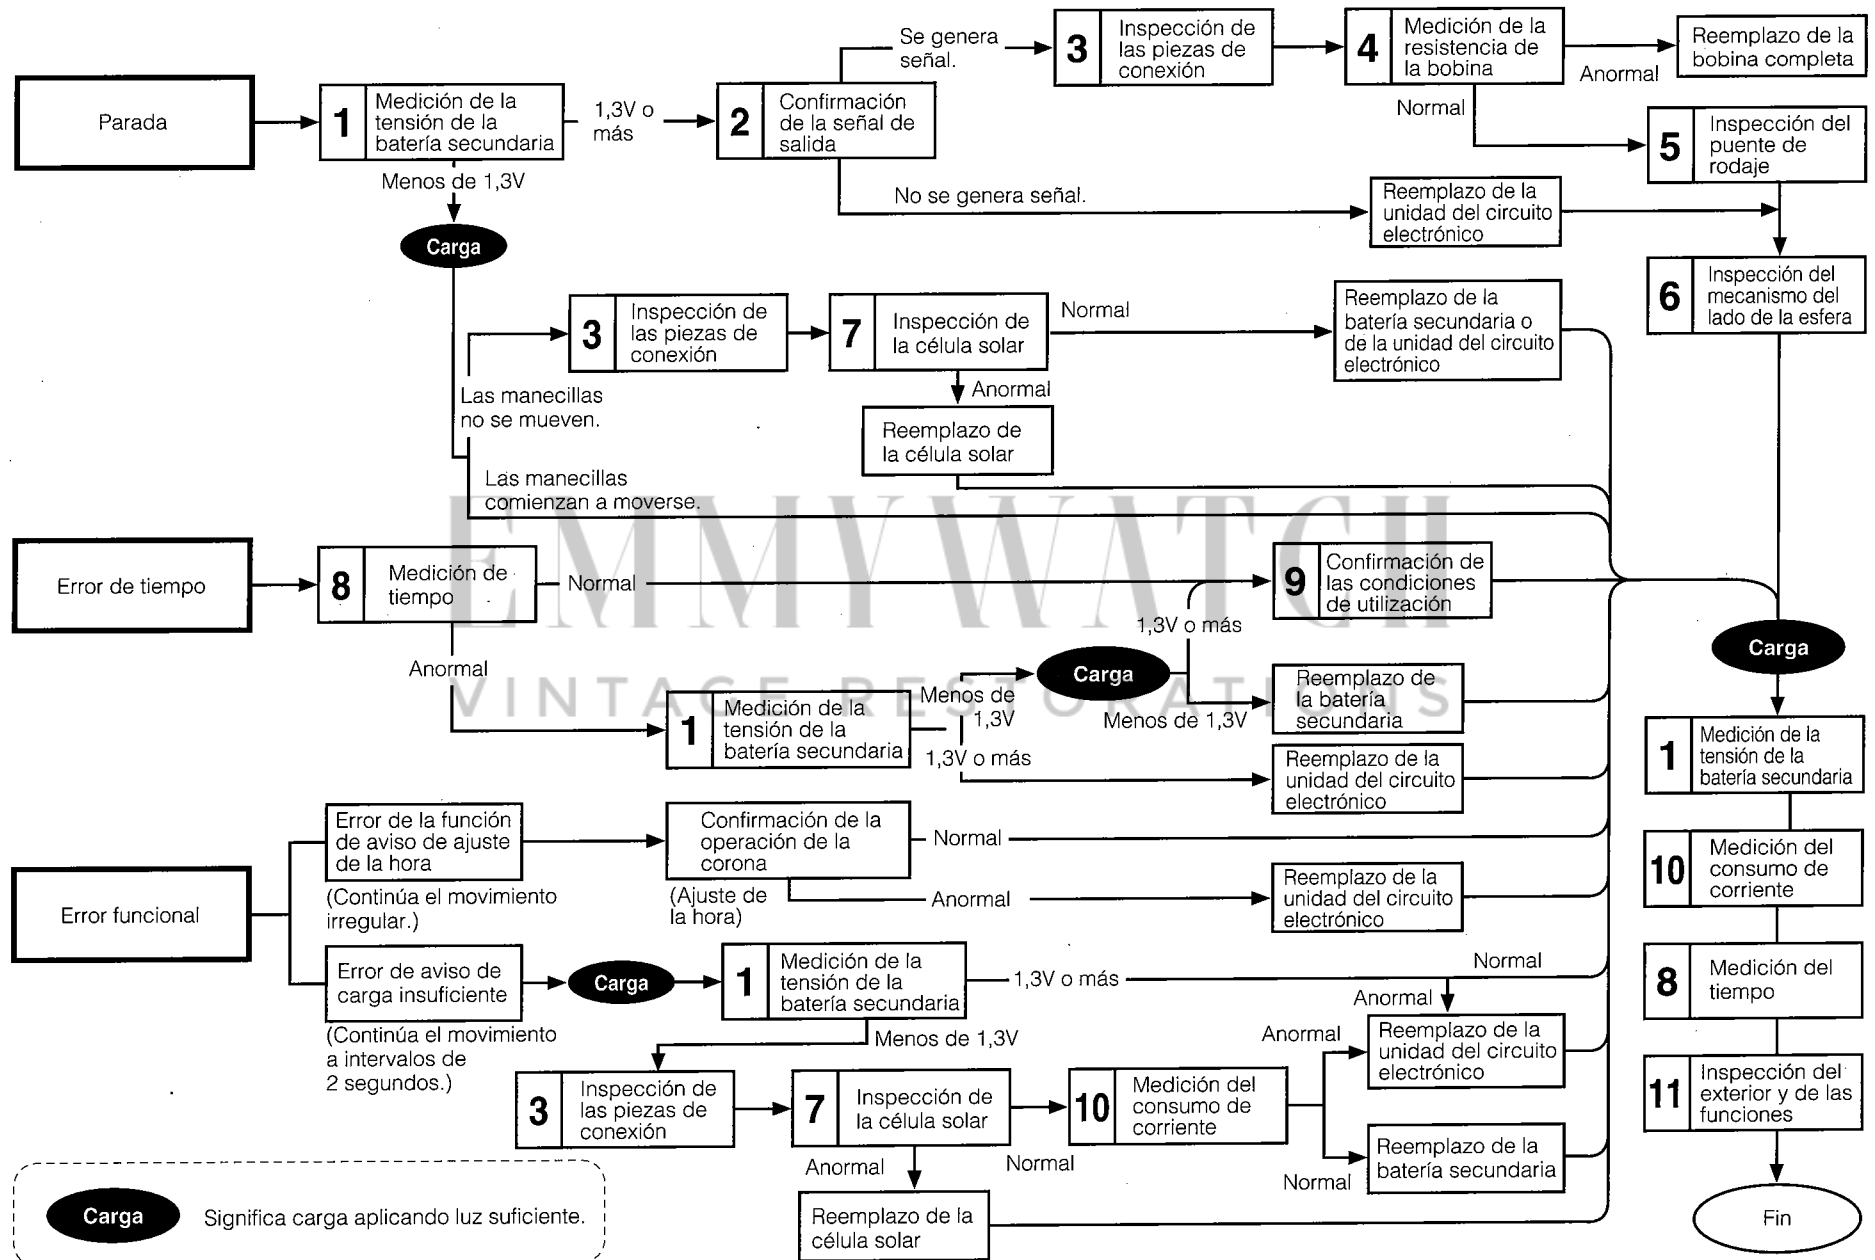 Parada
1
Medición de la
tensión de la
batería secundaria
1,3V o
más
Menos de 1,3V
Carga
2
Confirmación
de la señal de
salida
Se genera
señal.
3
Inspección de
las piezas de
conexión
4
Medición de la
resistencia de
la bobina
Anormal
Reemplazo de la
bobina completa
Normal
5
Inspección del
puente de
rodaje
No se genera señal.
Reemplazo de la
unidad del circuito
electrónico
6
Inspección del
mecanismo del
lado de la esfera
Las manecillas
no se mueven.
3
Inspección de
las piezas de
conexión
7
Inspección de
la célula solar
Normal
Reemplazo de la
batería secundaria o
de la unidad del circuito
electrónico
Anormal
Reemplazo de
la célula solar
Las manecillas
comienzan a moverse.
EMMYWATCH
VINTAGE RESTORATIONS
Error de tiempo
8
Medición de
tiempo
Normal
9
Confirmación de
las condiciones
de utilización
Anormal
1
Medición de la
tensión de la
batería secundaria
Menos de
1,3V
Carga
1,3V o más
Menos de 1,3V
Reemplazo de
la batería
secundaria
1,3V o más
Reemplazo de la
unidad del circuito
electrónico
Error funcional
Error de la función
de aviso de ajuste
de la hora
(Continúa el movimiento
irregular.)
Confirmación de la
operación de la
corona
(Ajuste de
la hora)
Normal
Anormal
Reemplazo de la
unidad del circuito
electrónico
Error de aviso de
carga insuficiente
(Continúa el movimiento
a intervalos de
2 segundos.)
Carga
1
Medición de la
tensión de la
batería secundaria
1,3V o más
Normal
Anormal
Menos de 1,3V
3
Inspección de
las piezas de
conexión
7
Inspección de
la célula solar
Anormal
Normal
Reemplazo de la
célula solar
10
Medición del
consumo de
corriente
Anormal
Reemplazo de la
unidad del circuito
electrónico
Normal
Reemplazo de la
batería secundaria
Carga
1
Medición de la
tensión de la
batería secundaria
10
Medición del
consumo de
corriente
8
Medición del
tiempo
11
Inspección del
exterior y de las
funciones
Fin
Carga
Significa carga aplicando luz suficiente.